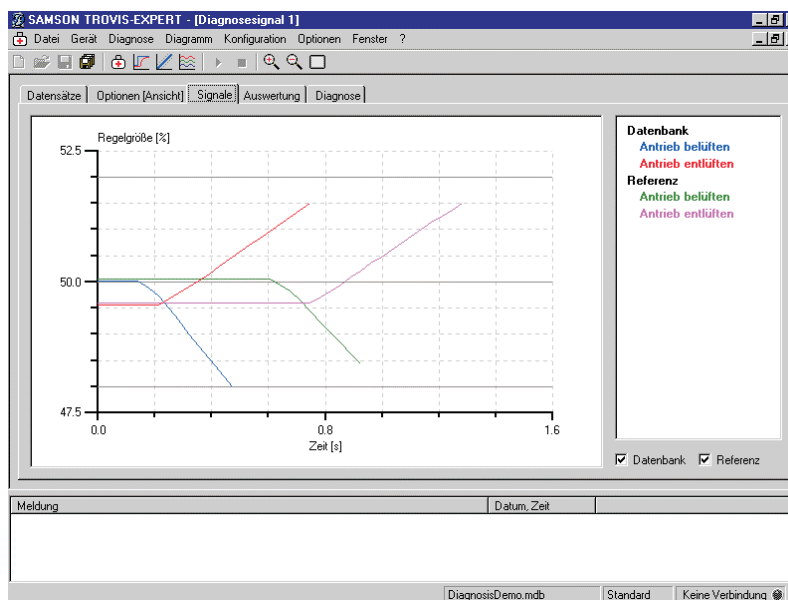 SAMSON TROVIS-EXPERT - [Diagnosesignal 1]
Datei Gerät Diagnose Diagramm Konfiguration Optionen Fenster ?
Datensätze Optionen [Ansicht] Signale Auswertung Diagnose
Regelgröße [%]
52.5
50.0
47.5
0.0 0.8 1.6
Zeit [s]
Datenbank
Antrieb belüften
Antrieb entlüften
Referenz
Antrieb belüften
Antrieb entlüften
Datenbank Referenz
Meldung Datum, Zeit
DiagnosisDemo.mdb Standard Keine Verbindung